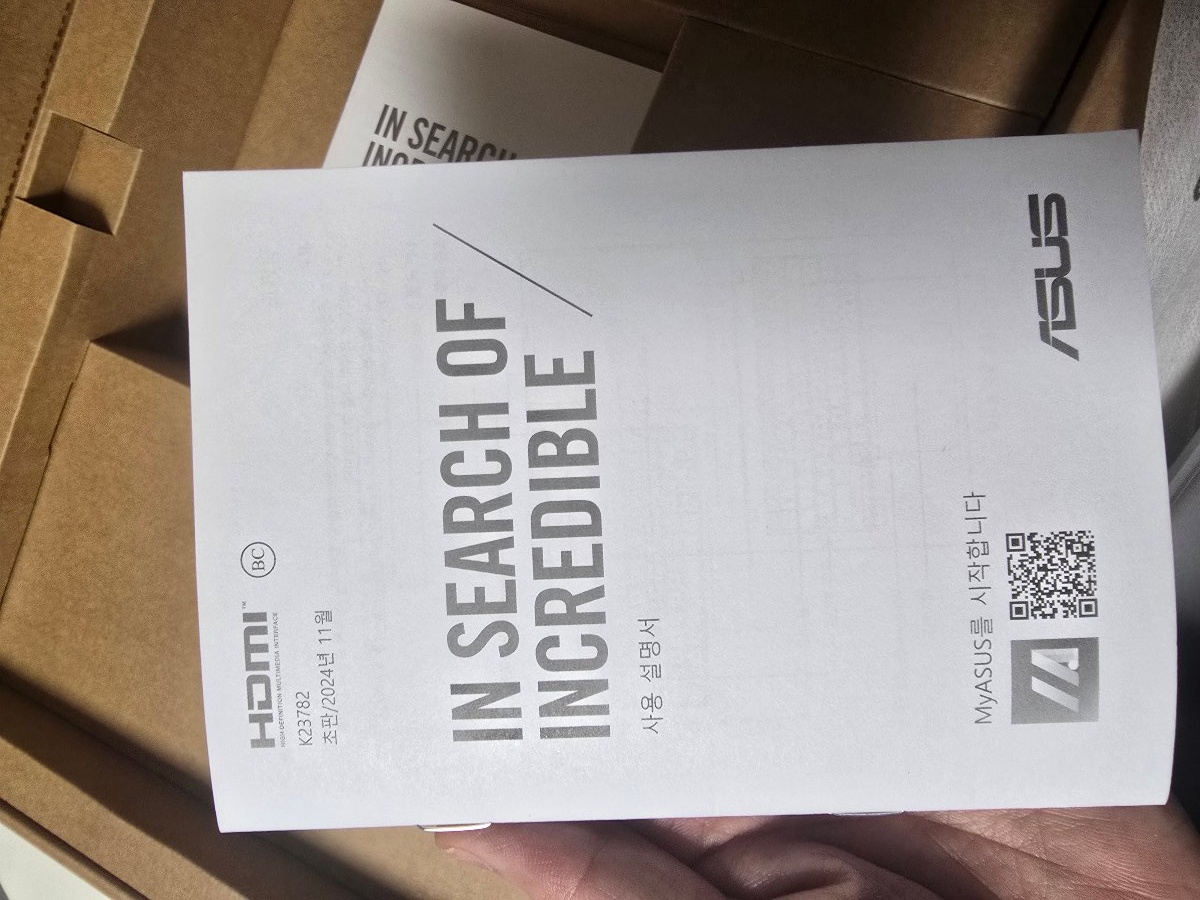 HDMI™
HIGH-DEFINITION MULTIMEDIA INTERFACE
BC
K23782
초판/2024년 11월
IN SEARCH OF
INCREDIBLE
사용 설명서
MyASUS를 시작합니다
ASUS
IN SEARCH